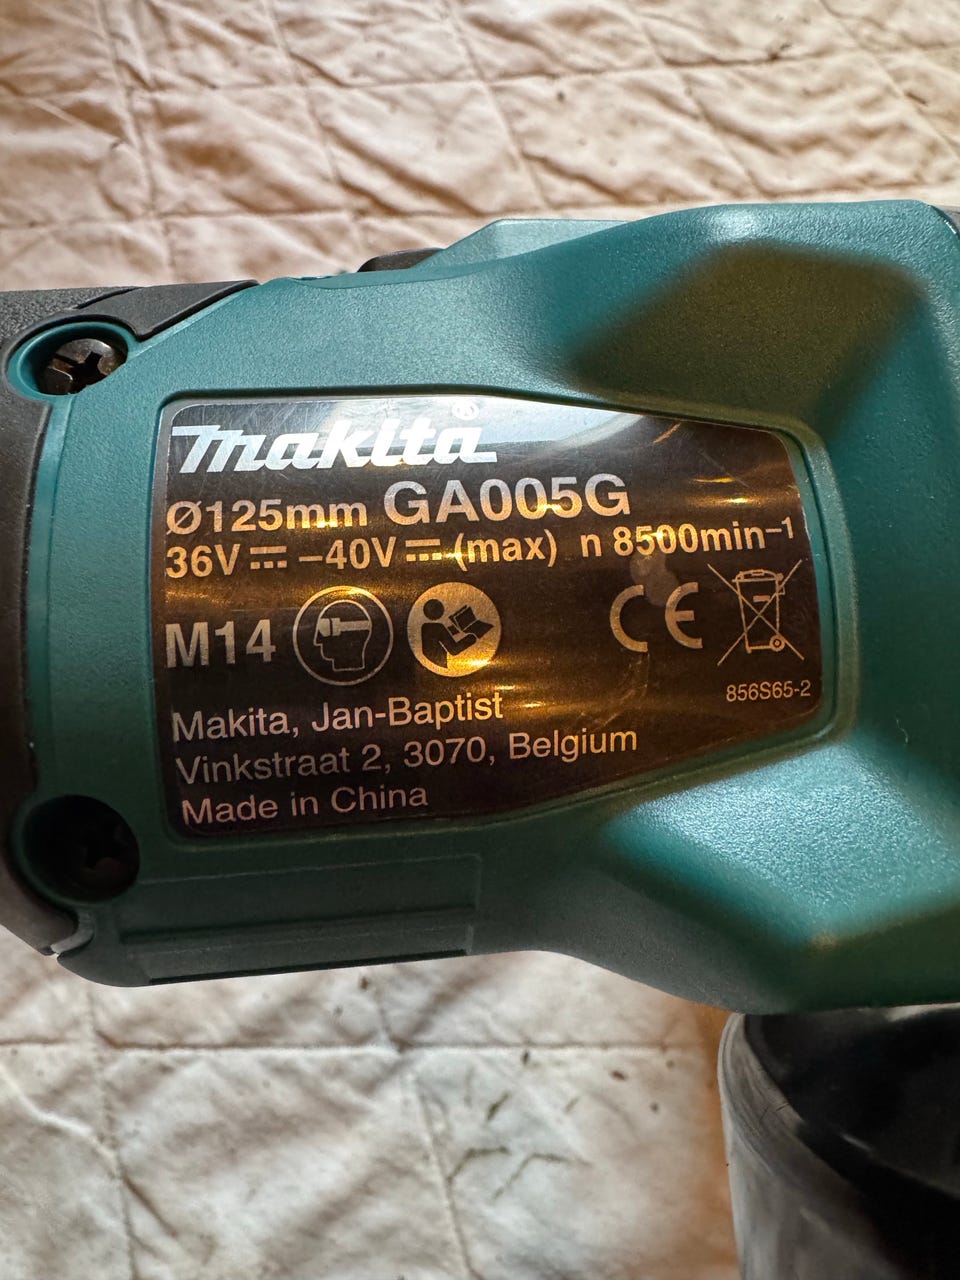 makita®
Ø125mm GA005G
36V⎓–40V⎓(max) n 8500min⁻¹
M14
CE
856S65-2
Makita, Jan-Baptist
Vinkstraat 2, 3070, Belgium
Made in China